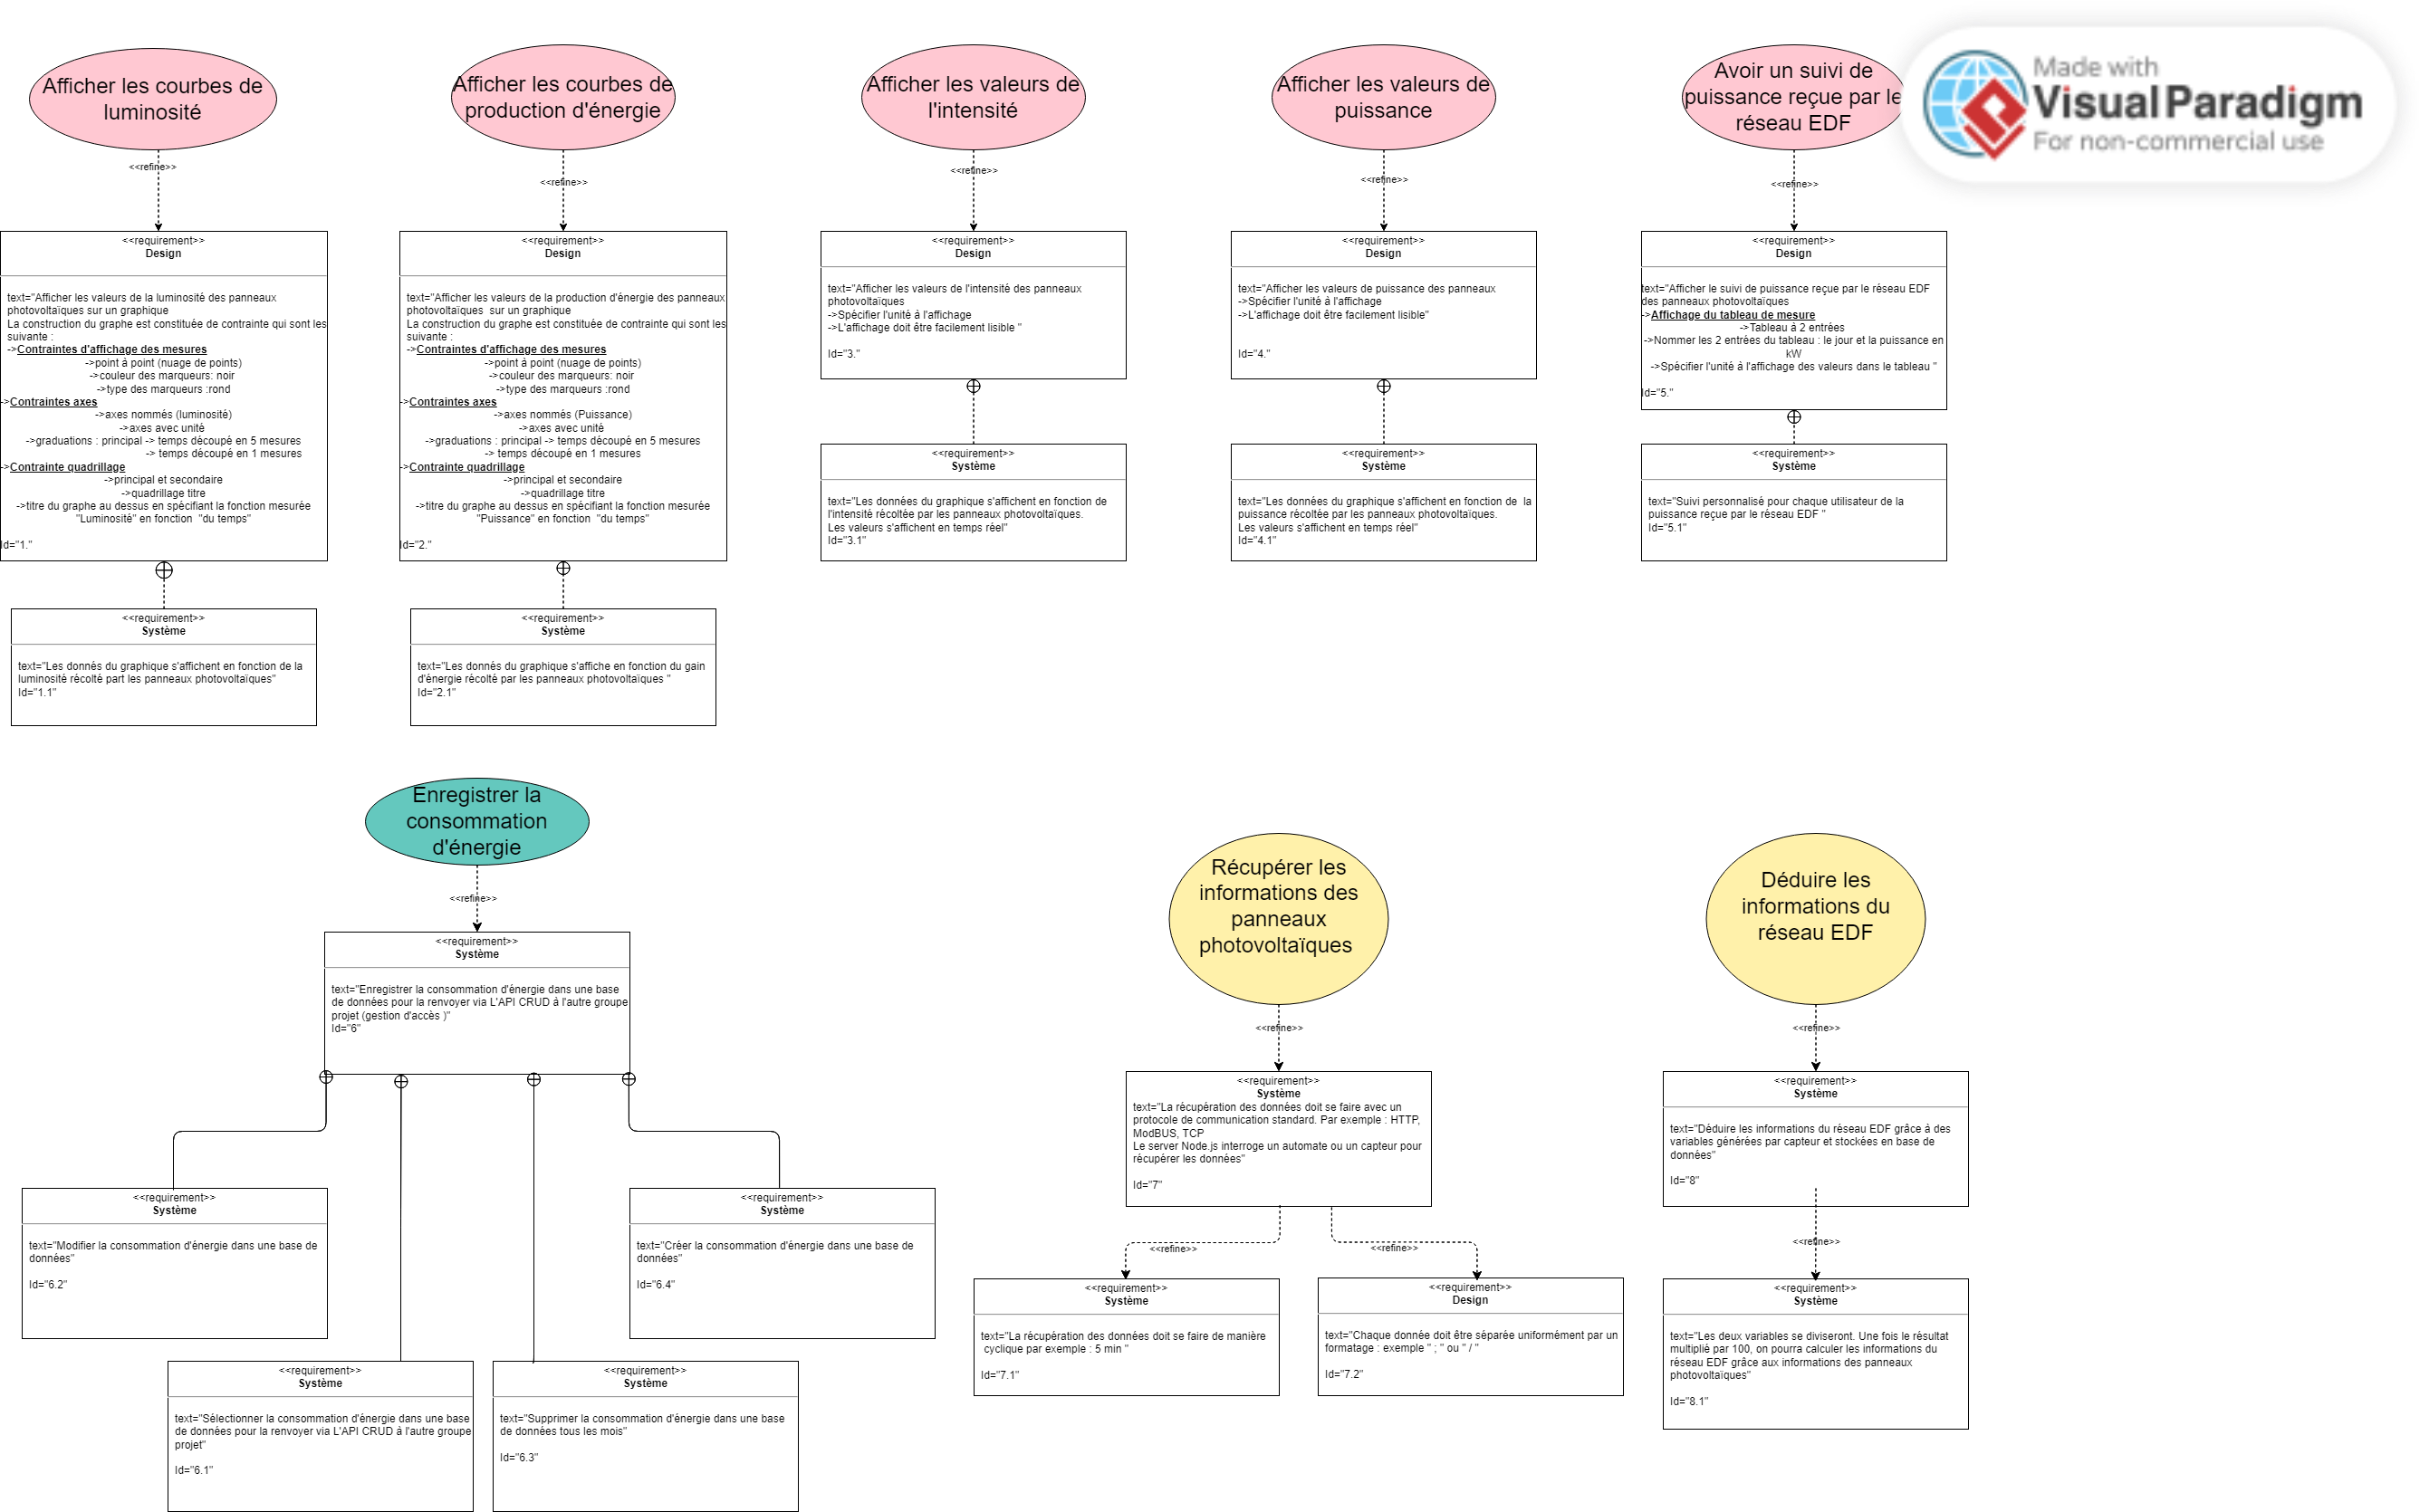 Afficher les courbes de
luminosité
<<refine>>
<<requirement>>
Design
text="Afficher les valeurs de la luminosité des panneaux
photovoltaïques sur un graphique
La construction du graphe est constituée de contrainte qui sont les
suivante :
->Contraintes d'affichage des mesures
->point à point (nuage de points)
->couleur des marqueurs: noir
->type des marqueurs :rond
->Contraintes axes
->axes nommés (luminosité)
->axes avec unité
->graduations : principal -> temps découpé en 5 mesures
-> temps découpé en 1 mesures
->Contrainte quadrillage
->principal et secondaire
->quadrillage titre
->titre du graphe au dessus en spécifiant la fonction mesurée
"Luminosité" en fonction  "du temps"
Id="1."
<<requirement>>
Système
text="Les donnés du graphique s'affichent en fonction de la
luminosité récolté part les panneaux photovoltaïques"
Id="1.1"
Afficher les courbes de
production d'énergie
<<refine>>
<<requirement>>
Design
text="Afficher les valeurs de la production d'énergie des panneaux
photovoltaïques  sur un graphique
La construction du graphe est constituée de contrainte qui sont les
suivante :
->Contraintes d'affichage des mesures
->point à point (nuage de points)
->couleur des marqueurs: noir
->type des marqueurs :rond
->Contraintes axes
->axes nommés (Puissance)
->axes avec unité
->graduations : principal -> temps découpé en 5 mesures
-> temps découpé en 1 mesures
->Contrainte quadrillage
->principal et secondaire
->quadrillage titre
->titre du graphe au dessus en spécifiant la fonction mesurée
"Puissance" en fonction  "du temps"
Id="2."
<<requirement>>
Système
text="Les donnés du graphique s'affiche en fonction du gain
d'énergie récolté par les panneaux photovoltaïques "
Id="2.1"
Afficher les valeurs de
l'intensité
<<refine>>
<<requirement>>
Design
text="Afficher les valeurs de l'intensité des panneaux
photovoltaïques
->Spécifier l'unité à l'affichage
->L'affichage doit être facilement lisible "
Id="3."
<<requirement>>
Système
text="Les données du graphique s'affichent en fonction de
l'intensité récoltée par les panneaux photovoltaïques.
Les valeurs s'affichent en temps réel"
Id="3.1"
Afficher les valeurs de
puissance
<<refine>>
<<requirement>>
Design
text="Afficher les valeurs de puissance des panneaux
->Spécifier l'unité à l'affichage
->L'affichage doit être facilement lisible"
Id="4."
<<requirement>>
Système
text="Les données du graphique s'affichent en fonction de  la
puissance récoltée par les panneaux photovoltaïques.
Les valeurs s'affichent en temps réel"
Id="4.1"
Avoir un suivi de
puissance reçue par le
réseau EDF
<<refine>>
<<requirement>>
Design
text="Afficher le suivi de puissance reçue par le réseau EDF
des panneaux photovoltaïques
->Affichage du tableau de mesure
->Tableau à 2 entrées
->Nommer les 2 entrées du tableau : le jour et la puissance en
kW
->Spécifier l'unité à l'affichage des valeurs dans le tableau "
Id="5."
<<requirement>>
Système
text="Suivi personnalisé pour chaque utilisateur de la
puissance reçue par le réseau EDF "
Id="5.1"
Made with
Visual Paradigm
For non-commercial use
Enregistrer la
consommation
d'énergie
<<refine>>
<<requirement>>
Système
text="Enregistrer la consommation d'énergie dans une base
de données pour la renvoyer via L'API CRUD à l'autre groupe
projet (gestion d'accès )"
Id="6"
<<requirement>>
Système
text="Modifier la consommation d'énergie dans une base de
données"
Id="6.2"
<<requirement>>
Système
text="Créer la consommation d'énergie dans une base de
données"
Id="6.4"
<<requirement>>
Système
text="Sélectionner la consommation d'énergie dans une base
de données pour la renvoyer via L'API CRUD à l'autre groupe
projet"
Id="6.1"
<<requirement>>
Système
text="Supprimer la consommation d'énergie dans une base
de données tous les mois"
Id="6.3"
Récupérer les
informations des
panneaux
photovoltaïques
<<refine>>
<<requirement>>
Système
text="La récupération des données doit se faire avec un
protocole de communication standard. Par exemple : HTTP,
ModBUS, TCP
Le server Node.js interroge un automate ou un capteur pour
récupérer les données"
Id="7"
<<refine>>
<<refine>>
<<requirement>>
Système
text="La récupération des données doit se faire de manière
cyclique par exemple : 5 min "
Id="7.1"
<<requirement>>
Design
text="Chaque donnée doit être séparée uniformément par un
formatage : exemple " ; " ou " / "
Id="7.2"
Déduire les
informations du
réseau EDF
<<refine>>
<<requirement>>
Système
text="Déduire les informations du réseau EDF grâce à des
variables générées par capteur et stockées en base de
données"
Id="8"
<<refine>>
<<requirement>>
Système
text="Les deux variables se diviseront. Une fois le résultat
multiplié par 100, on pourra calculer les informations du
réseau EDF grâce aux informations des panneaux
photovoltaïques"
Id="8.1"